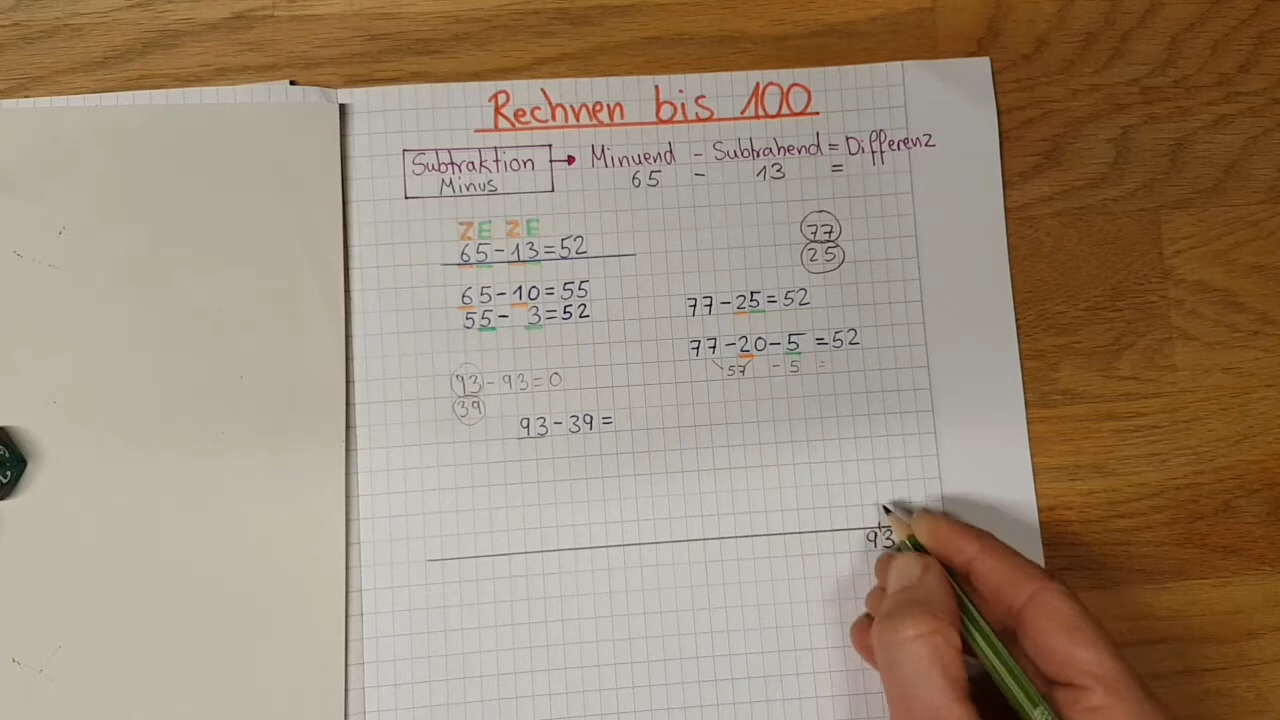 Rechnen bis 100
Subtraktion → Minuend - Subtrahend = Differenz
Minus 65 - 13 =
ZE ZE
65-13=52
77
25
65-10=55
55- 3=52
77-25=52
77-20-5=52
57 - 5 =
93-93=0
39
93-39=
93